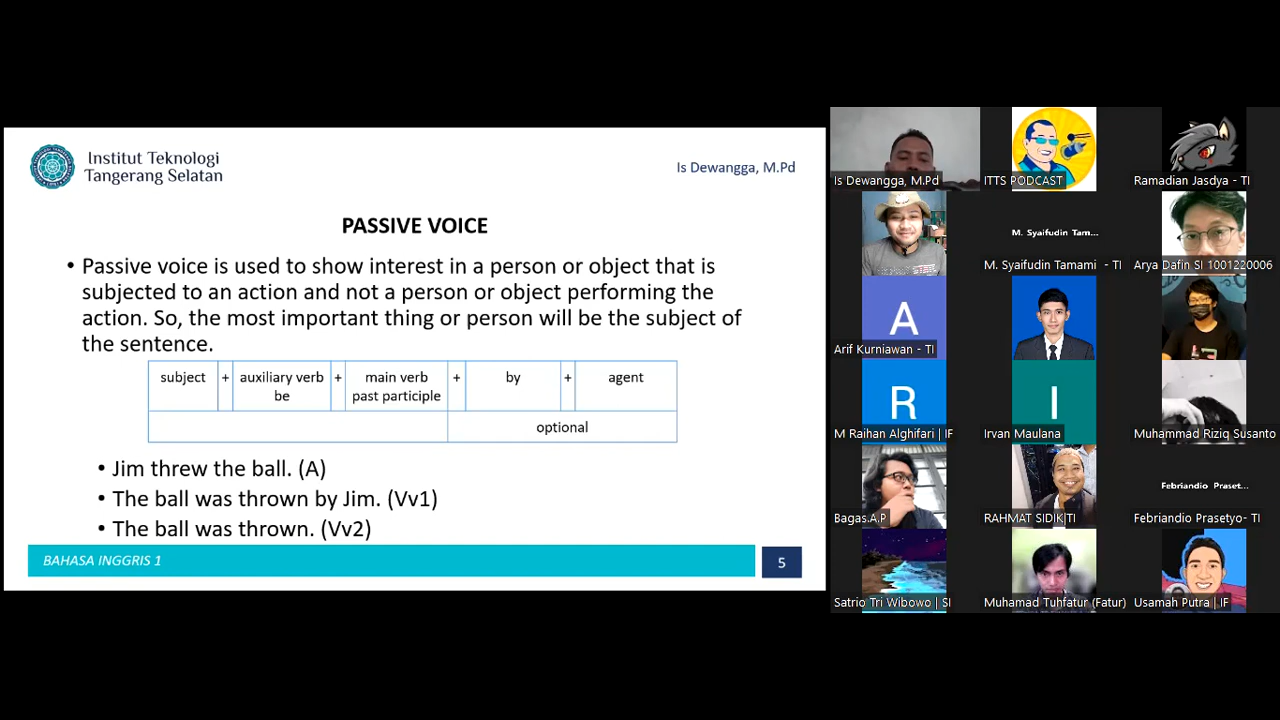 Institut Teknologi
Tangerang Selatan
Is Dewangga, M.Pd
PASSIVE VOICE
• Passive voice is used to show interest in a person or object that is
subjected to an action and not a person or object performing the
action. So, the most important thing or person will be the subject of
the sentence.
subject + auxiliary verb + main verb + by + agent
be past participle
optional
• Jim threw the ball. (A)
• The ball was thrown by Jim. (Vv1)
• The ball was thrown. (Vv2)
BAHASA INGGRIS 1
5
Is Dewangga, M.Pd
ITTS PODCAST
Ramadian Jasdya - TI
M. Syaifudin Tam...
M. Syaifudin Tamami - TI
Arya Dafin SI 1001220006
A
Arif Kurniawan - TI
R
M Raihan Alghifari | IF
I
Irvan Maulana
Muhammad Riziq Susanto
Bagas.A.P
RAHMAT SIDIK|TI
Febriandio Praset...
Febriandio Prasetyo- TI
Satrio Tri Wibowo | SI
Muhamad Tuhfatur (Fatur)
Usamah Putra | IF